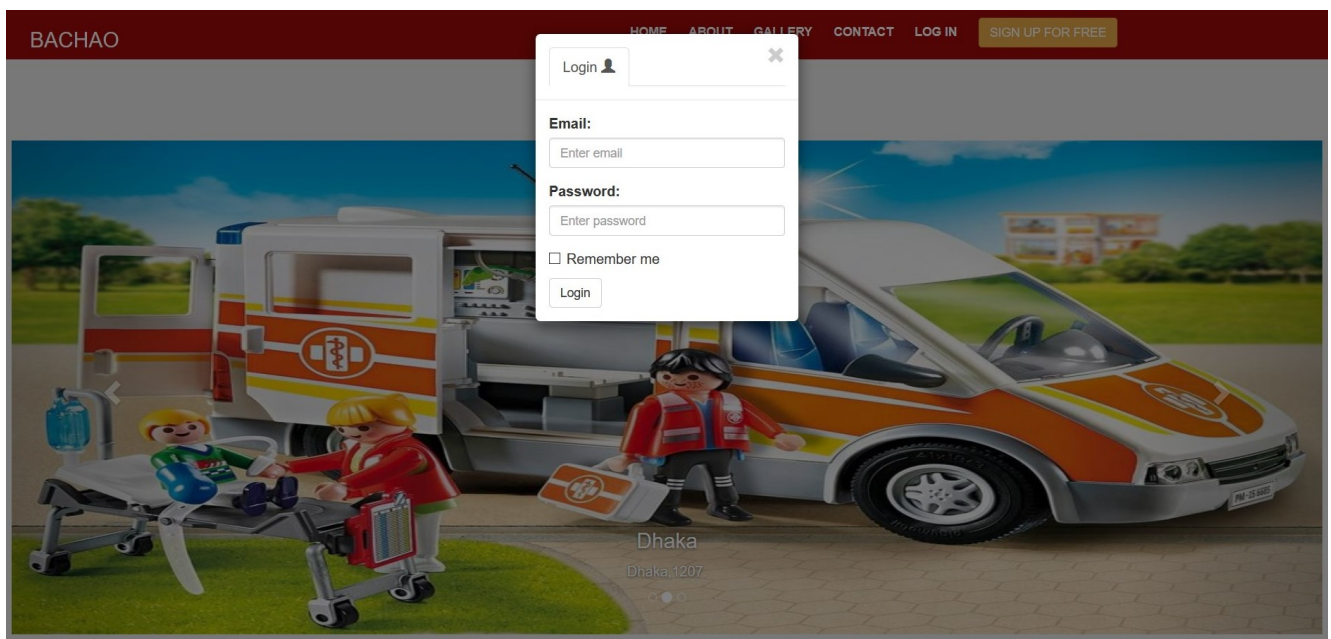 BACHAO
HOME ABOUT GALLERY CONTACT LOG IN SIGN UP FOR FREE
Login
Email:
Enter email
Password:
Enter password
Remember me
Login
Dhaka
Dhaka,1207